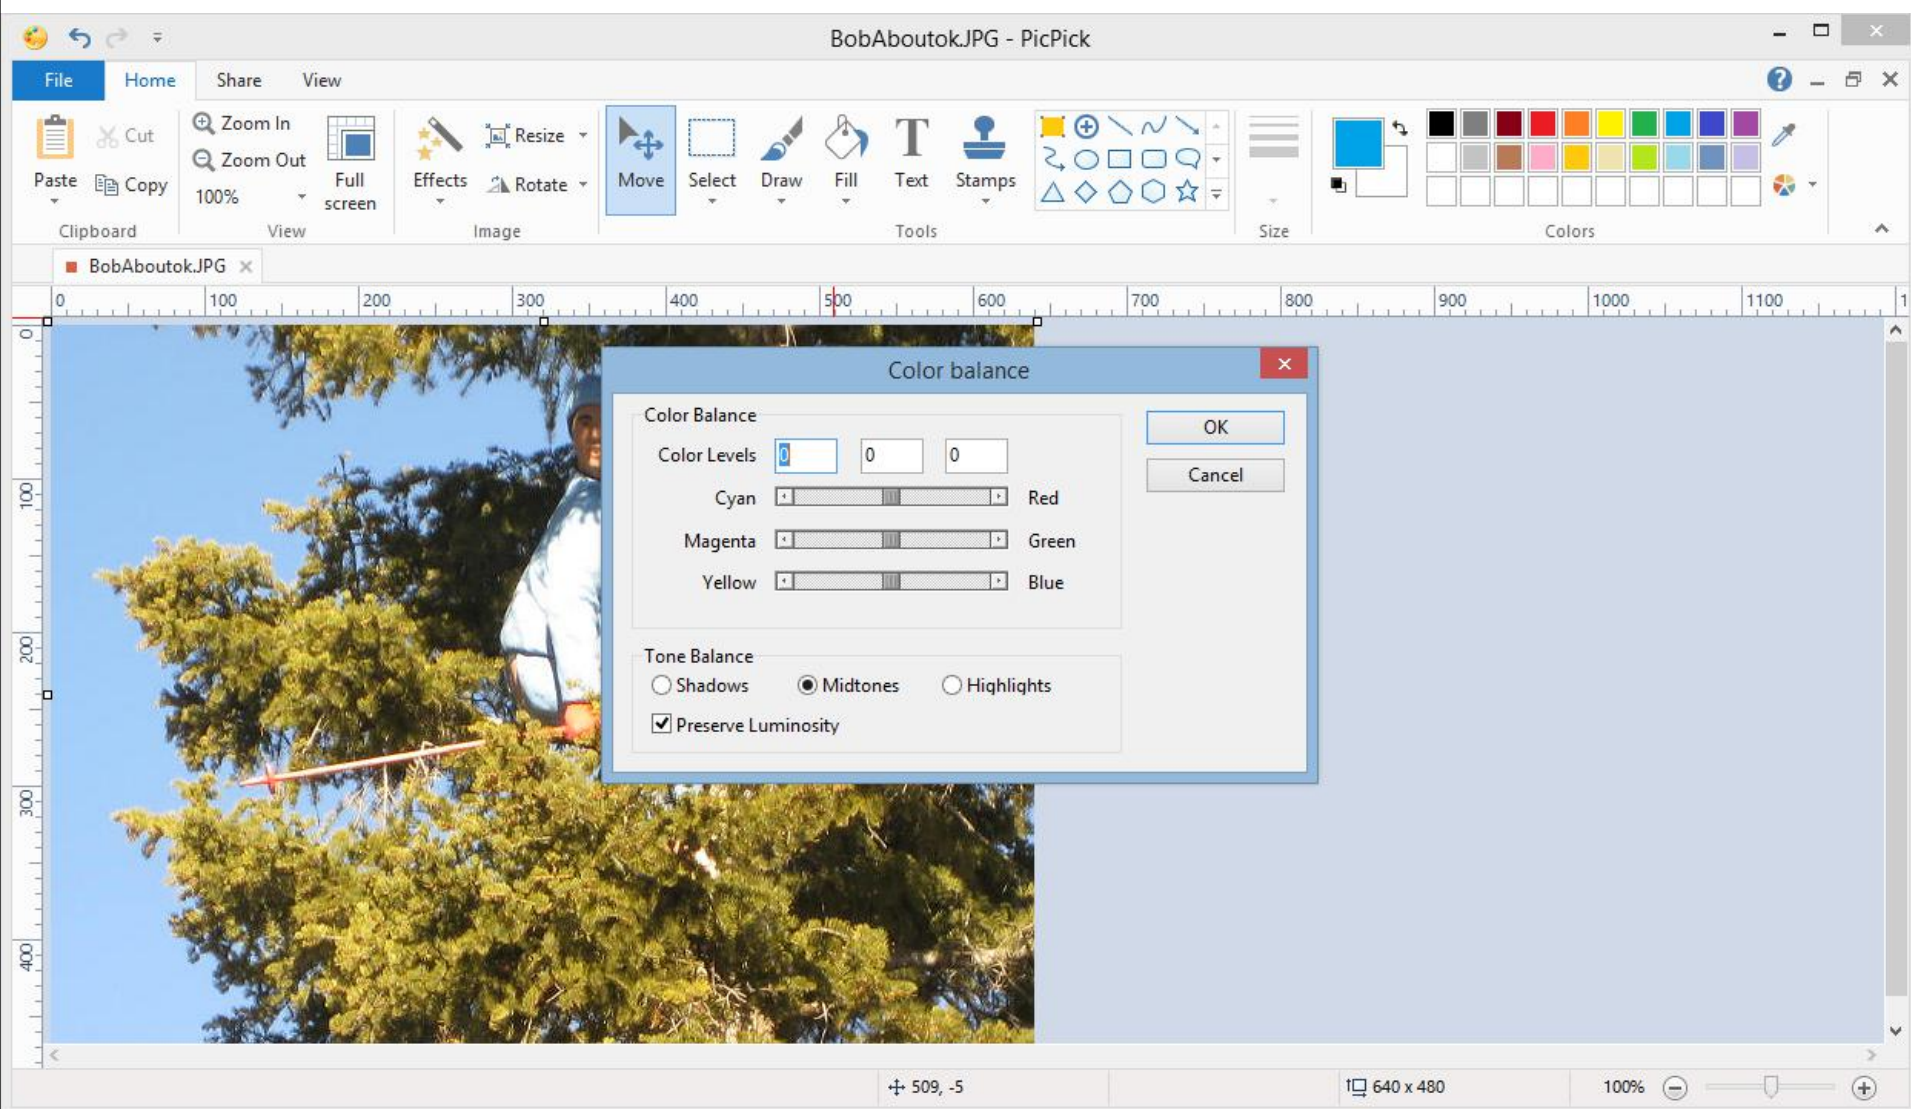 BobAboutok.JPG - PicPick
File Home Share View
Paste
Cut
Copy
Clipboard
Zoom In
Zoom Out
100%
Full
screen
View
Effects
Resize
Rotate
Image
Move
Select
Draw
Fill
Text
Stamps
Tools
Size
Colors
BobAboutok.JPG
0 100 200 300 400 500 600 700 800 900 1000 1100 1
0
100
200
300
400
Color balance
Color Balance
Color Levels 0 0 0
Cyan Red
Magenta Green
Yellow Blue
OK
Cancel
Tone Balance
Shadows Midtones Highlights
Preserve Luminosity
509, -5 640 x 480 100%